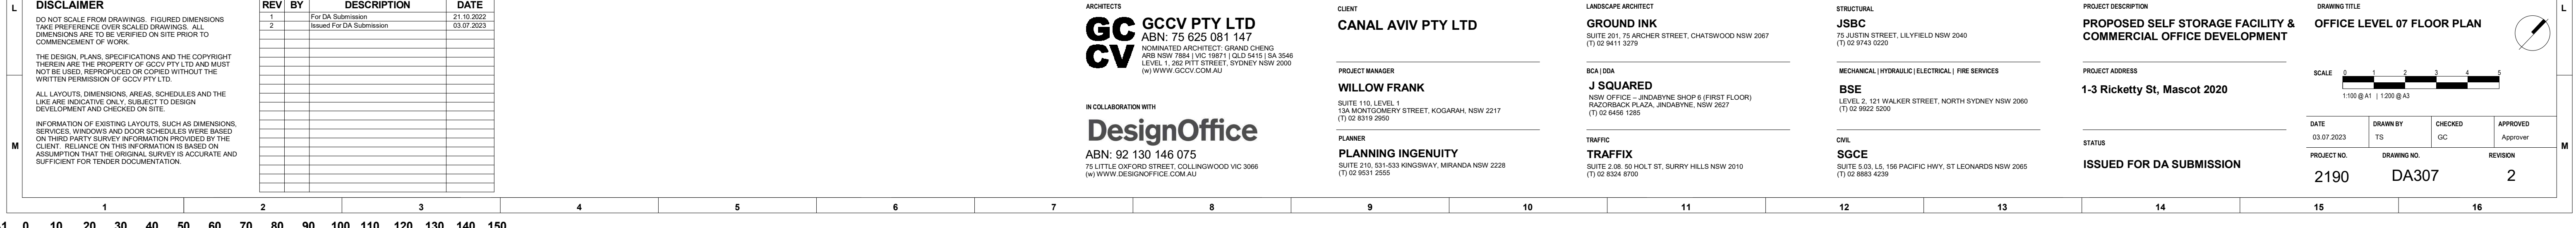 L
DISCLAIMER
DO NOT SCALE FROM DRAWINGS. FIGURED DIMENSIONS
TAKE PREFERENCE OVER SCALED DRAWINGS. ALL
DIMENSIONS ARE TO BE VERIFIED ON SITE PRIOR TO
COMMENCEMENT OF WORK.
THE DESIGN, PLANS, SPECIFICATIONS AND THE COPYRIGHT
THEREIN ARE THE PROPERTY OF GCCV PTY LTD AND MUST
NOT BE USED, REPROPUCED OR COPIED WITHOUT THE
WRITTEN PERMISSION OF GCCV PTY LTD.
ALL LAYOUTS, DIMENSIONS, AREAS, SCHEDULES AND THE
LIKE ARE INDICATIVE ONLY, SUBJECT TO DESIGN
DEVELOPMENT AND CHECKED ON SITE.
INFORMATION OF EXISTING LAYOUTS, SUCH AS DIMENSIONS,
SERVICES, WINDOWS AND DOOR SCHEDULES WERE BASED
ON THIRD PARTY SURVEY INFORMATION PROVIDED BY THE
CLIENT. RELIANCE ON THIS INFORMATION IS BASED ON
ASSUMPTION THAT THE ORIGINAL SURVEY IS ACCURATE AND
SUFFICIENT FOR TENDER DOCUMENTATION.
M
REV BY DESCRIPTION DATE
1 For DA Submission 21.10.2022
2 Issued For DA Submission 03.07.2023
ARCHITECTS
GC
CV
GCCV PTY LTD
ABN: 75 625 081 147
NOMINATED ARCHITECT: GRAND CHENG
ARB NSW 7884 | VIC 19871 | QLD 5415 | SA 3546
LEVEL 1, 262 PITT STREET, SYDNEY NSW 2000
(w) WWW.GCCV.COM.AU
IN COLLABORATION WITH
DesignOffice
ABN: 92 130 146 075
75 LITTLE OXFORD STREET, COLLINGWOOD VIC 3066
(w) WWW.DESIGNOFFICE.COM.AU
CLIENT
CANAL AVIV PTY LTD
PROJECT MANAGER
WILLOW FRANK
SUITE 110, LEVEL 1
13A MONTGOMERY STREET, KOGARAH, NSW 2217
(T) 02 8319 2950
PLANNER
PLANNING INGENUITY
SUITE 210, 531-533 KINGSWAY, MIRANDA NSW 2228
(T) 02 9531 2555
LANDSCAPE ARCHITECT
GROUND INK
SUITE 201, 75 ARCHER STREET, CHATSWOOD NSW 2067
(T) 02 9411 3279
BCA | DDA
J SQUARED
NSW OFFICE – JINDABYNE SHOP 6 (FIRST FLOOR)
RAZORBACK PLAZA, JINDABYNE, NSW 2627
(T) 02 6456 1285
TRAFFIC
TRAFFIX
SUITE 2.08. 50 HOLT ST, SURRY HILLS NSW 2010
(T) 02 8324 8700
STRUCTURAL
JSBC
75 JUSTIN STREET, LILYFIELD NSW 2040
(T) 02 9743 0220
MECHANICAL | HYDRAULIC | ELECTRICAL | FIRE SERVICES
BSE
LEVEL 2, 121 WALKER STREET, NORTH SYDNEY NSW 2060
(T) 02 9922 5200
CIVIL
SGCE
SUITE 5.03, L5, 156 PACIFIC HWY, ST LEONARDS NSW 2065
(T) 02 8883 4239
PROJECT DESCRIPTION
PROPOSED SELF STORAGE FACILITY &
COMMERCIAL OFFICE DEVELOPMENT
PROJECT ADDRESS
1-3 Ricketty St, Mascot 2020
STATUS
ISSUED FOR DA SUBMISSION
DRAWING TITLE
OFFICE LEVEL 07 FLOOR PLAN
SCALE 0 1 2 3 4 5
1:100 @ A1 | 1:200 @ A3
DATE DRAWN BY CHECKED APPROVED
03.07.2023 TS GC Approver
PROJECT NO. DRAWING NO. REVISION
2190 DA307 2
L
M
1 2 3 4 5 6 7 8 9 10 11 12 13 14 15 16
0 10 20 30 40 50 60 70 80 90 100 110 120 130 140 150